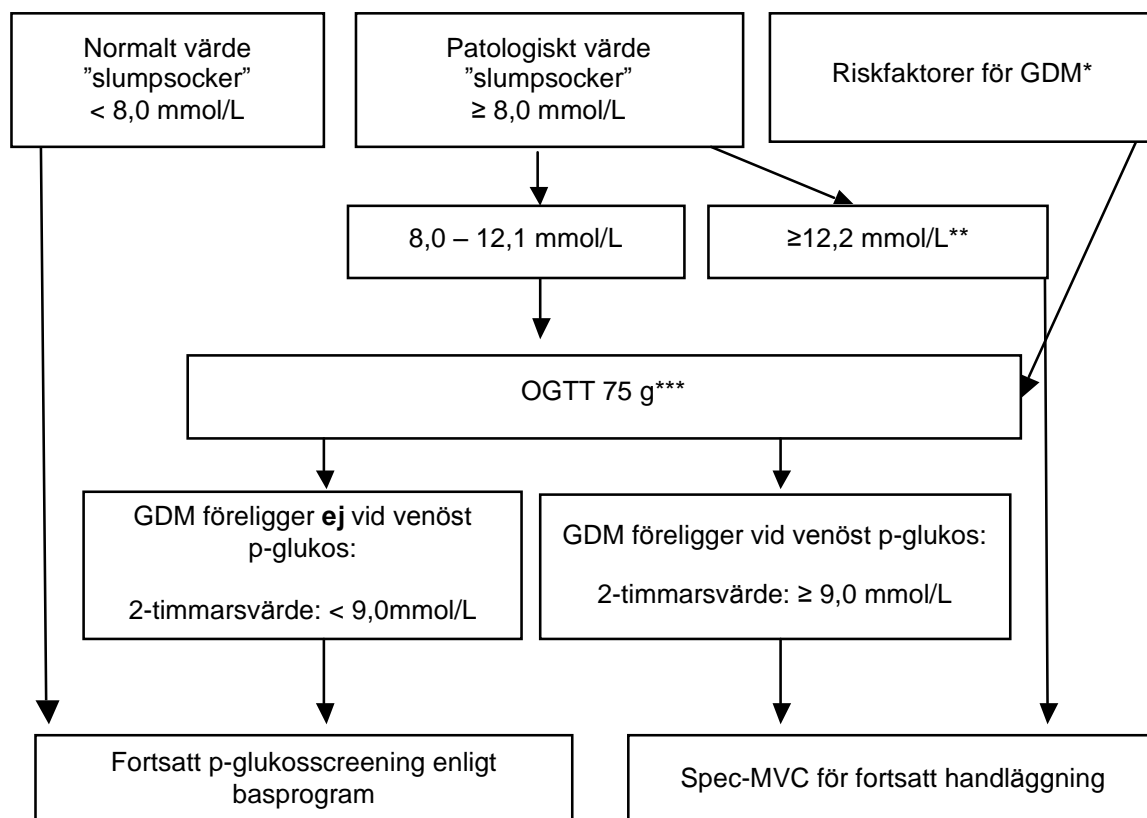 Normalt värde
”slumpsocker”
< 8,0 mmol/L
Patologiskt värde
”slumpsocker”
≥ 8,0 mmol/L
Riskfaktorer för GDM*
8,0 – 12,1 mmol/L
≥12,2 mmol/L**
OGTT 75 g***
GDM föreligger ej vid venöst
p-glukos:
2-timmarsvärde: < 9,0mmol/L
GDM föreligger vid venöst p-glukos:
2-timmarsvärde: ≥ 9,0 mmol/L
Fortsatt p-glukosscreening enligt
basprogram
Spec-MVC för fortsatt handläggning